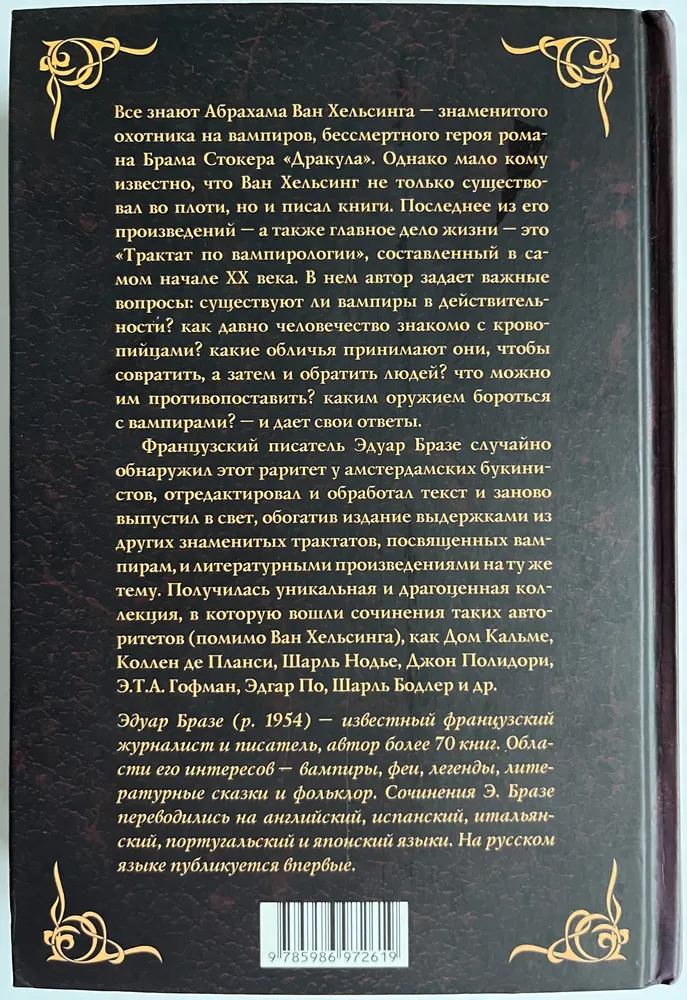 Все знают Абрахама Ван Хельсинга — знаменитого
охотника на вампиров, бессмертного героя рома-
на Брама Стокера «Дракула». Однако мало кому
известно, что Ван Хельсинг не только существо-
вал во плоти, но и писал книги. Последнее из его
произведений — а также главное дело жизни — это
«Трактат по вампирологии», составленный в са-
мом начале XX века. В нем автор задает важные
вопросы: существуют ли вампиры в действитель-
ности? как давно человечество знакомо с крово-
пийцами? какие обличья принимают они, чтобы
совратить, а затем и обратить людей? что можно
им противопоставить? каким оружием бороться
с вампирами? — и дает свои ответы.
Французский писатель Эдуар Бразе случайно
обнаружил этот раритет у амстердамских букини-
стов, отредактировал и обработал текст и заново
выпустил в свет, обогатив издание выдержками из
других знаменитых трактатов, посвященных вам-
пирам, и литературными произведениями на ту же
тему. Получилась уникальная и драгоценная кол-
лекция, в которую вошли сочинения таких авто-
ритетов (помимо Ван Хельсинга), как Дом Кальме,
Коллен де Планси, Шарль Нодье, Джон Полидори,
Э.Т.А. Гофман, Эдгар По, Шарль Бодлер и др.
Эдуар Бразе (р. 1954) — известный французский
журналист и писатель, автор более 70 книг. Обла-
сти его интересов — вампиры, феи, легенды, лите-
ратурные сказки и фольклор. Сочинения Э. Бразе
переводились на английский, испанский, итальян-
ский, португальский и японский языки. На русском
языке публикуется впервые.
9 785986 972619